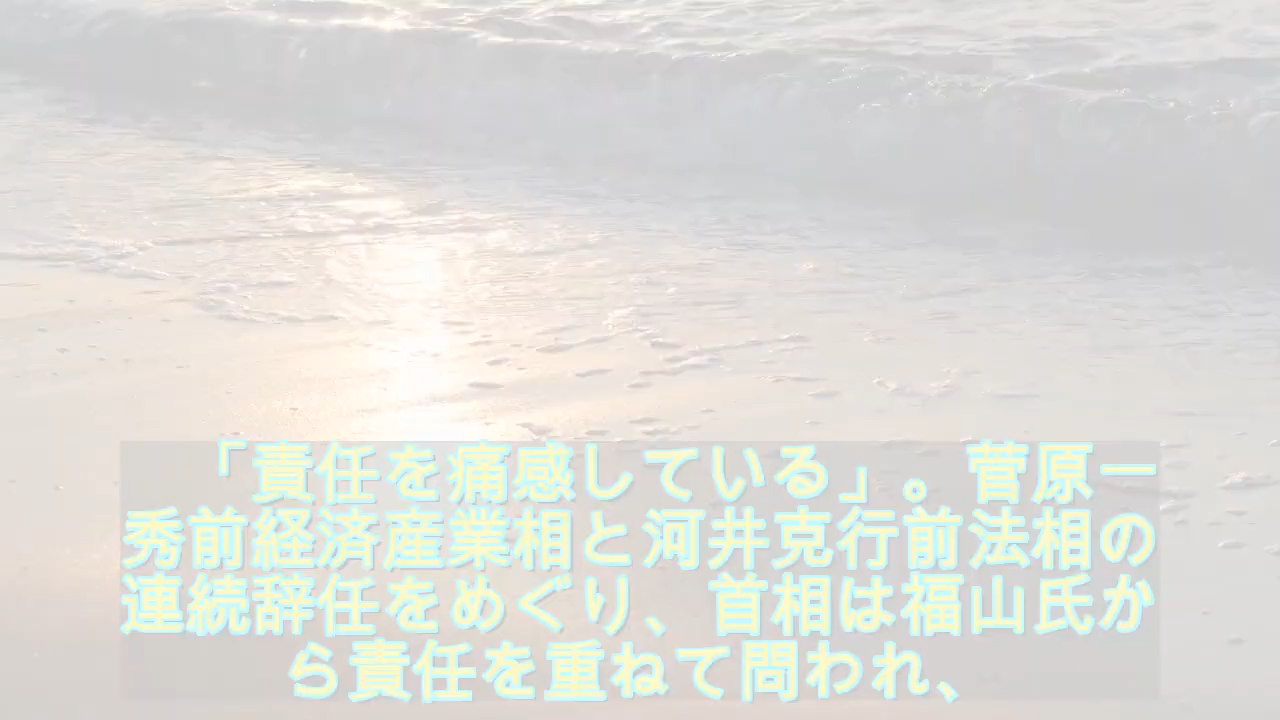 「責任を痛感している」。菅原一
秀前経済産業相と河井克行前法相の
連続辞任をめぐり、首相は福山氏か
ら責任を重ねて問われ、